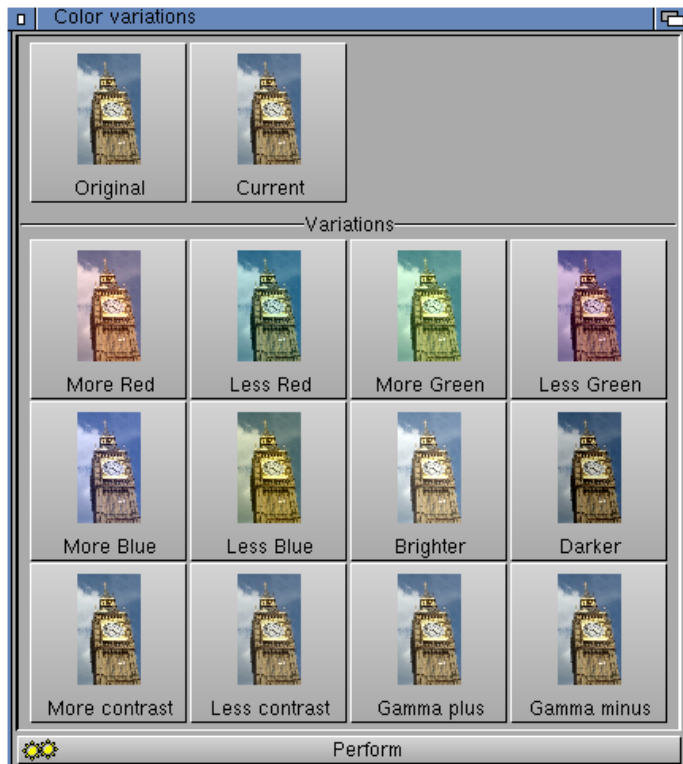 Color variations
Original Current
Variations
More Red Less Red More Green Less Green
More Blue Less Blue Brighter Darker
More contrast Less contrast Gamma plus Gamma minus
Perform